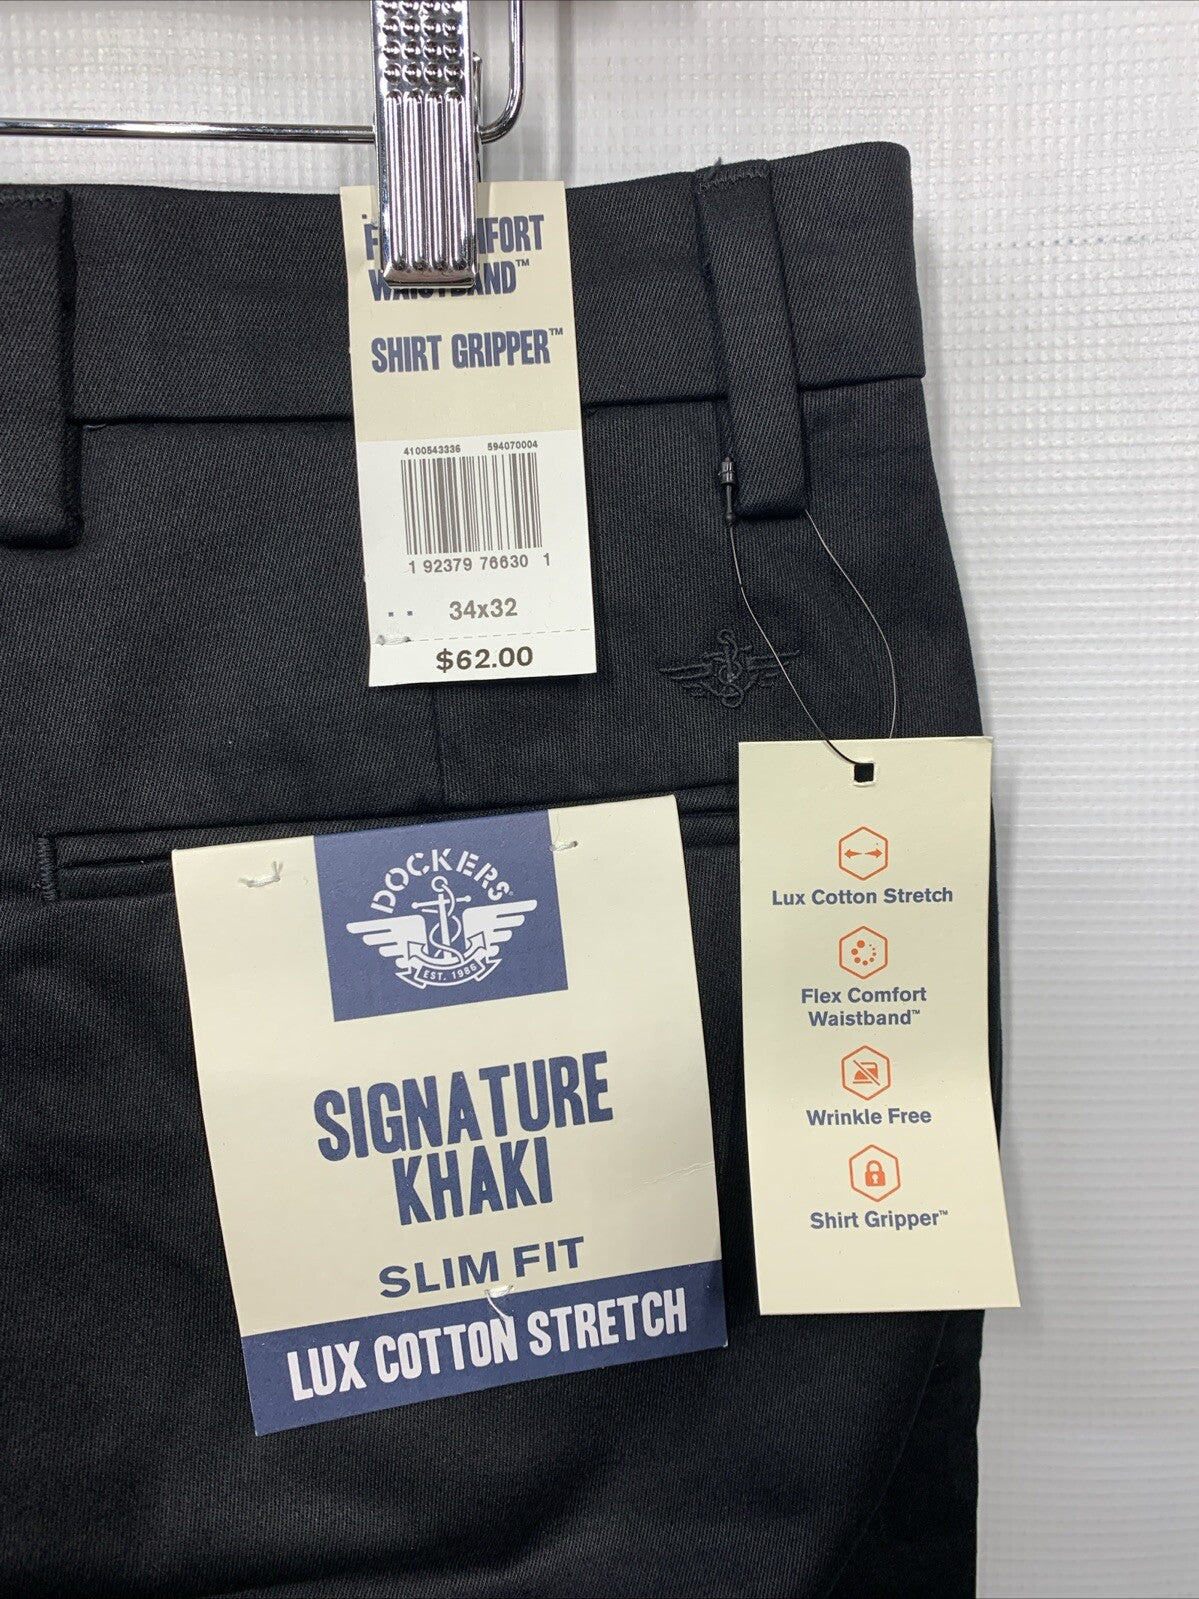 WAISTBAND™
SHIRT GRIPPER™
4100543336 594070004
1 92379 76630 1
34x32
$62.00
DOCKERS®
EST. 1986
SIGNATURE
KHAKI
SLIM FIT
LUX COTTON STRETCH
Lux Cotton Stretch
Flex Comfort
Waistband™
Wrinkle Free
Shirt Gripper™